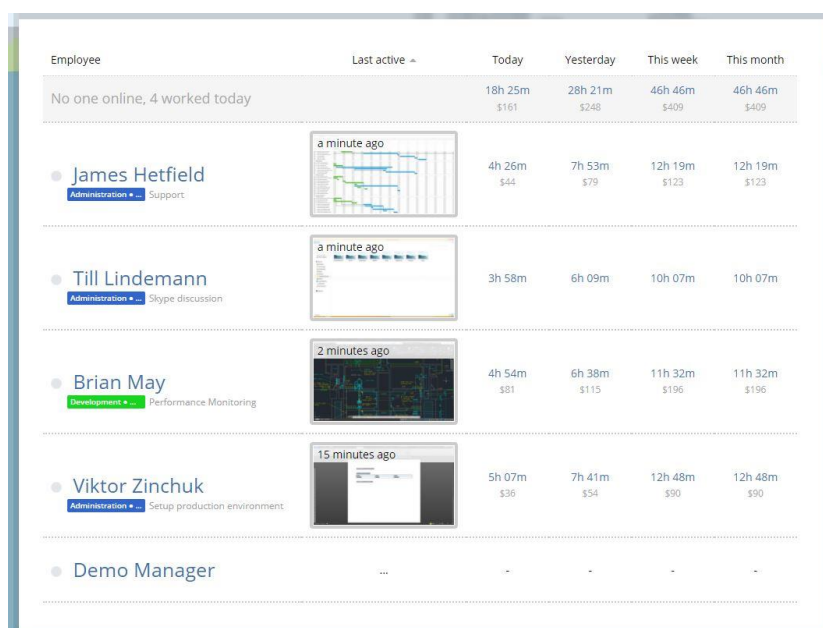 Employee Last active Today Yesterday This week This month
No one online, 4 worked today 18h 25m 28h 21m 46h 46m 46h 46m
$161 $248 $409 $409
a minute ago
James Hetfield 4h 26m 7h 53m 12h 19m 12h 19m
$44 $79 $123 $123
Administration • ... Support
a minute ago
Till Lindemann 3h 58m 6h 09m 10h 07m 10h 07m
Administration • ... Skype discussion
2 minutes ago
Brian May 4h 54m 6h 38m 11h 32m 11h 32m
$81 $115 $196 $196
Development • ... Performance Monitoring
15 minutes ago
Viktor Zinchuk 5h 07m 7h 41m 12h 48m 12h 48m
$36 $54 $90 $90
Administration • ... Setup production environment
Demo Manager ... - - - -